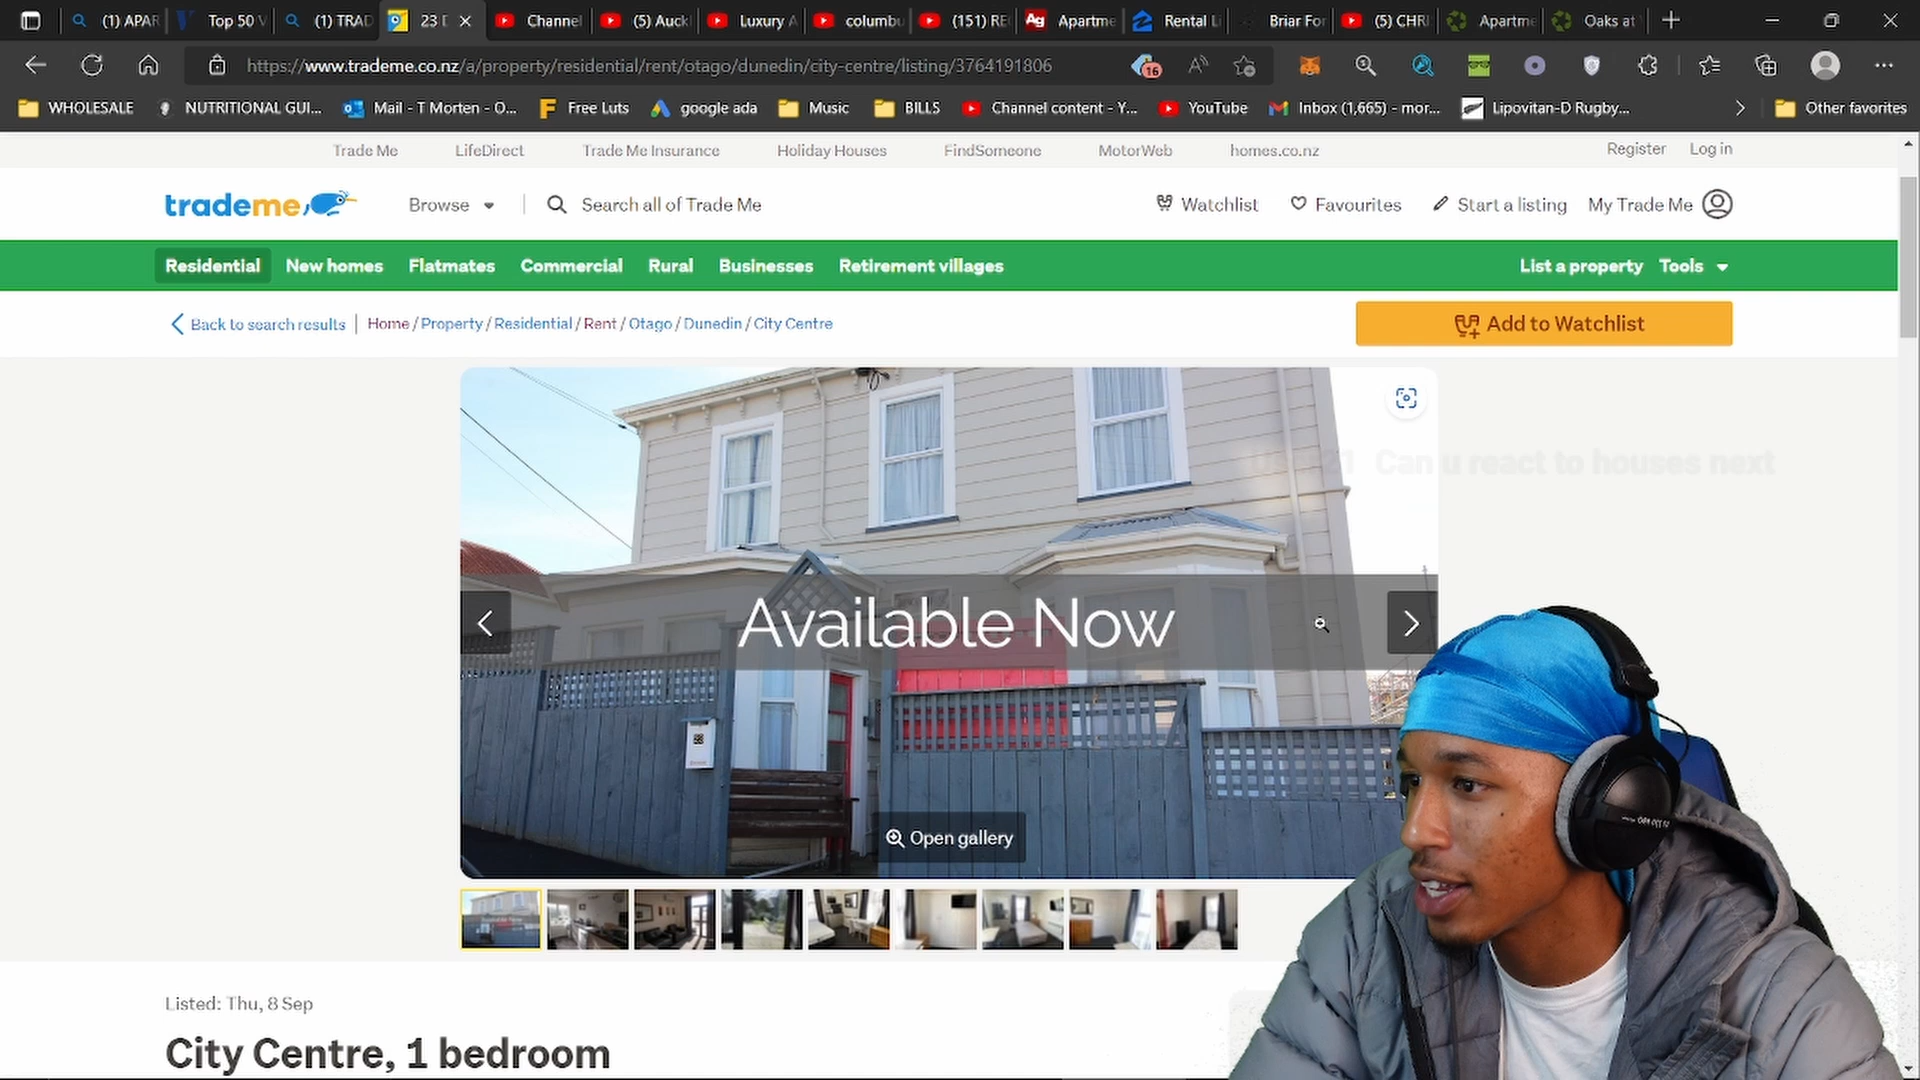 (1) APAR Top 50 V (1) TRAD 23 D Channel (5) Auck Luxury A columbu (151) RE Ag Apartme Rental Li Briar For (5) CHRI Apartme Oaks at
https://www.trademe.co.nz/a/property/residential/rent/otago/dunedin/city-centre/listing/3764191806 16
WHOLESALE NUTRITIONAL GUI... Mail - T Morten - O... Free Luts google ada Music BILLS Channel content - Y... YouTube Inbox (1,665) - mor... Lipovitan-D Rugby... Other favorites
Trade Me LifeDirect Trade Me Insurance Holiday Houses FindSomeone MotorWeb homes.co.nz Register Log in
trademe Browse Search all of Trade Me Watchlist Favourites Start a listing My Trade Me
Residential New homes Flatmates Commercial Rural Businesses Retirement villages List a property Tools
Back to search results Home / Property / Residential / Rent / Otago / Dunedin / City Centre Add to Watchlist
Can u react to houses next
Available Now
Open gallery
Listed: Thu, 8 Sep
City Centre, 1 bedroom